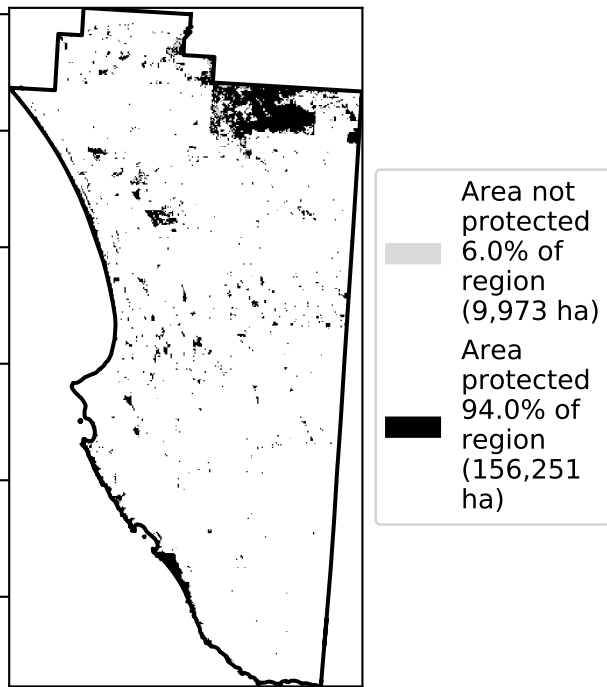 Area not
protected
6.0% of
region
(9,973 ha)
Area
protected
94.0% of
region
(156,251
ha)